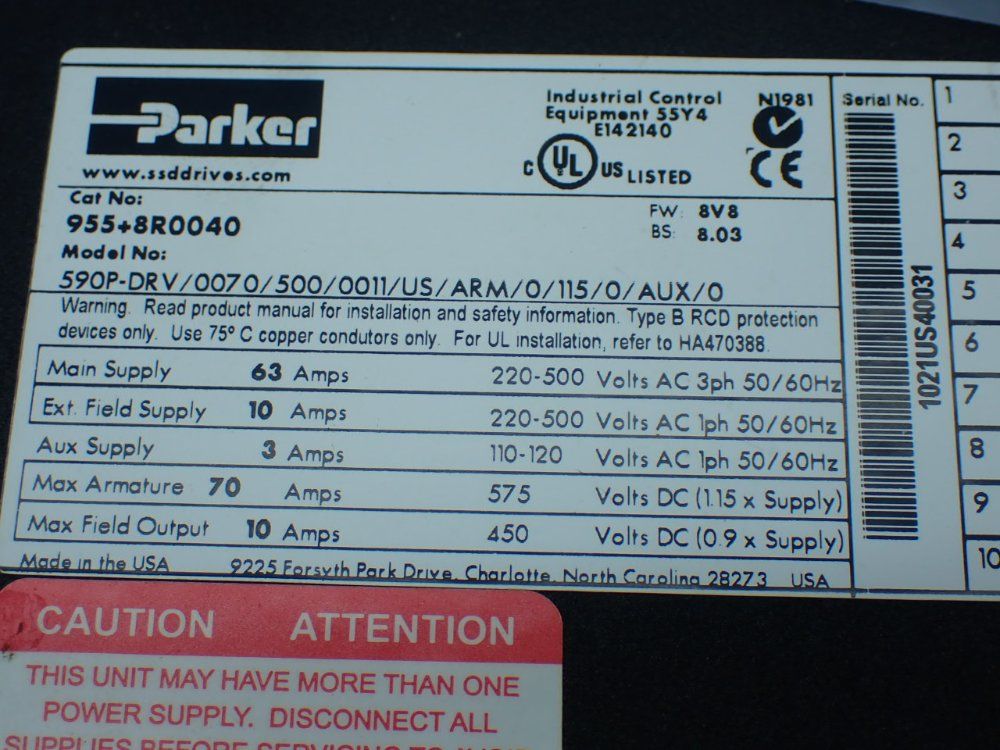 Parker
www.ssddrives.com
Industrial Control
Equipment 55Y4
E142140
C UL US LISTED
N1981
CE
Cat No:
955+8R0040
FW: 8V8
BS: 8.03
Model No:
590P-DRV/0070/500/0011/US/ARM/0/115/0/AUX/0
Warning. Read product manual for installation and safety information. Type B RCD protection
devices only. Use 75° C copper condutors only. For UL installation, refer to HA470388.
Main Supply 63 Amps 220-500 Volts AC 3ph 50/60Hz
Ext. Field Supply 10 Amps 220-500 Volts AC 1ph 50/60Hz
Aux Supply 3 Amps 110-120 Volts AC 1ph 50/60Hz
Max Armature 70 Amps 575 Volts DC (1.15 x Supply)
Max Field Output 10 Amps 450 Volts DC (0.9 x Supply)
Made in the USA 9225 Forsyth Park Drive, Charlotte, North Carolina 28273 USA
Serial No.
1021US40031
1
2
3
4
5
6
7
8
9
10
CAUTION ATTENTION
THIS UNIT MAY HAVE MORE THAN ONE
POWER SUPPLY. DISCONNECT ALL
SUPPLIES BEFORE SERVICING TO AVOID